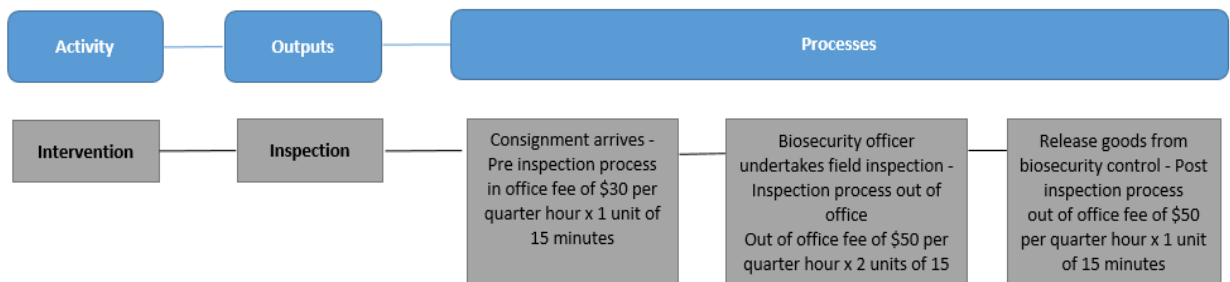 Activity
Outputs
Processes
Intervention
Inspection
Consignment arrives -
Pre inspection process
in office fee of $30 per
quarter hour x 1 unit of
15 minutes
Biosecurity officer
undertakes field inspection -
Inspection process out of
office
Out of office fee of $50 per
quarter hour x 2 units of 15
Release goods from
biosecurity control - Post
inspection process
out of office fee of $50
per quarter hour x 1 unit
of 15 minutes